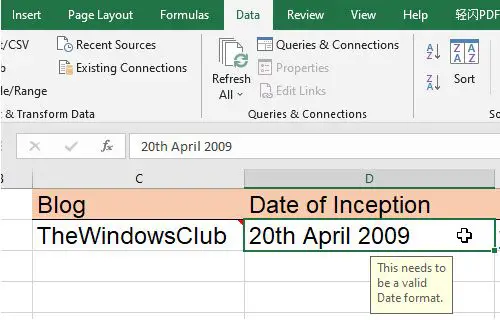 Insert Page Layout Formulas Data Review View Help 轻闪PDF
t/CSV Recent Sources Queries & Connections
b Existing Connections Refresh All Properties Sort
le/Range Edit Links
& Transform Data Queries & Connections
20th April 2009
C D
Blog Date of Inception
TheWindowsClub 20th April 2009
This needs to
be a valid
Date format.